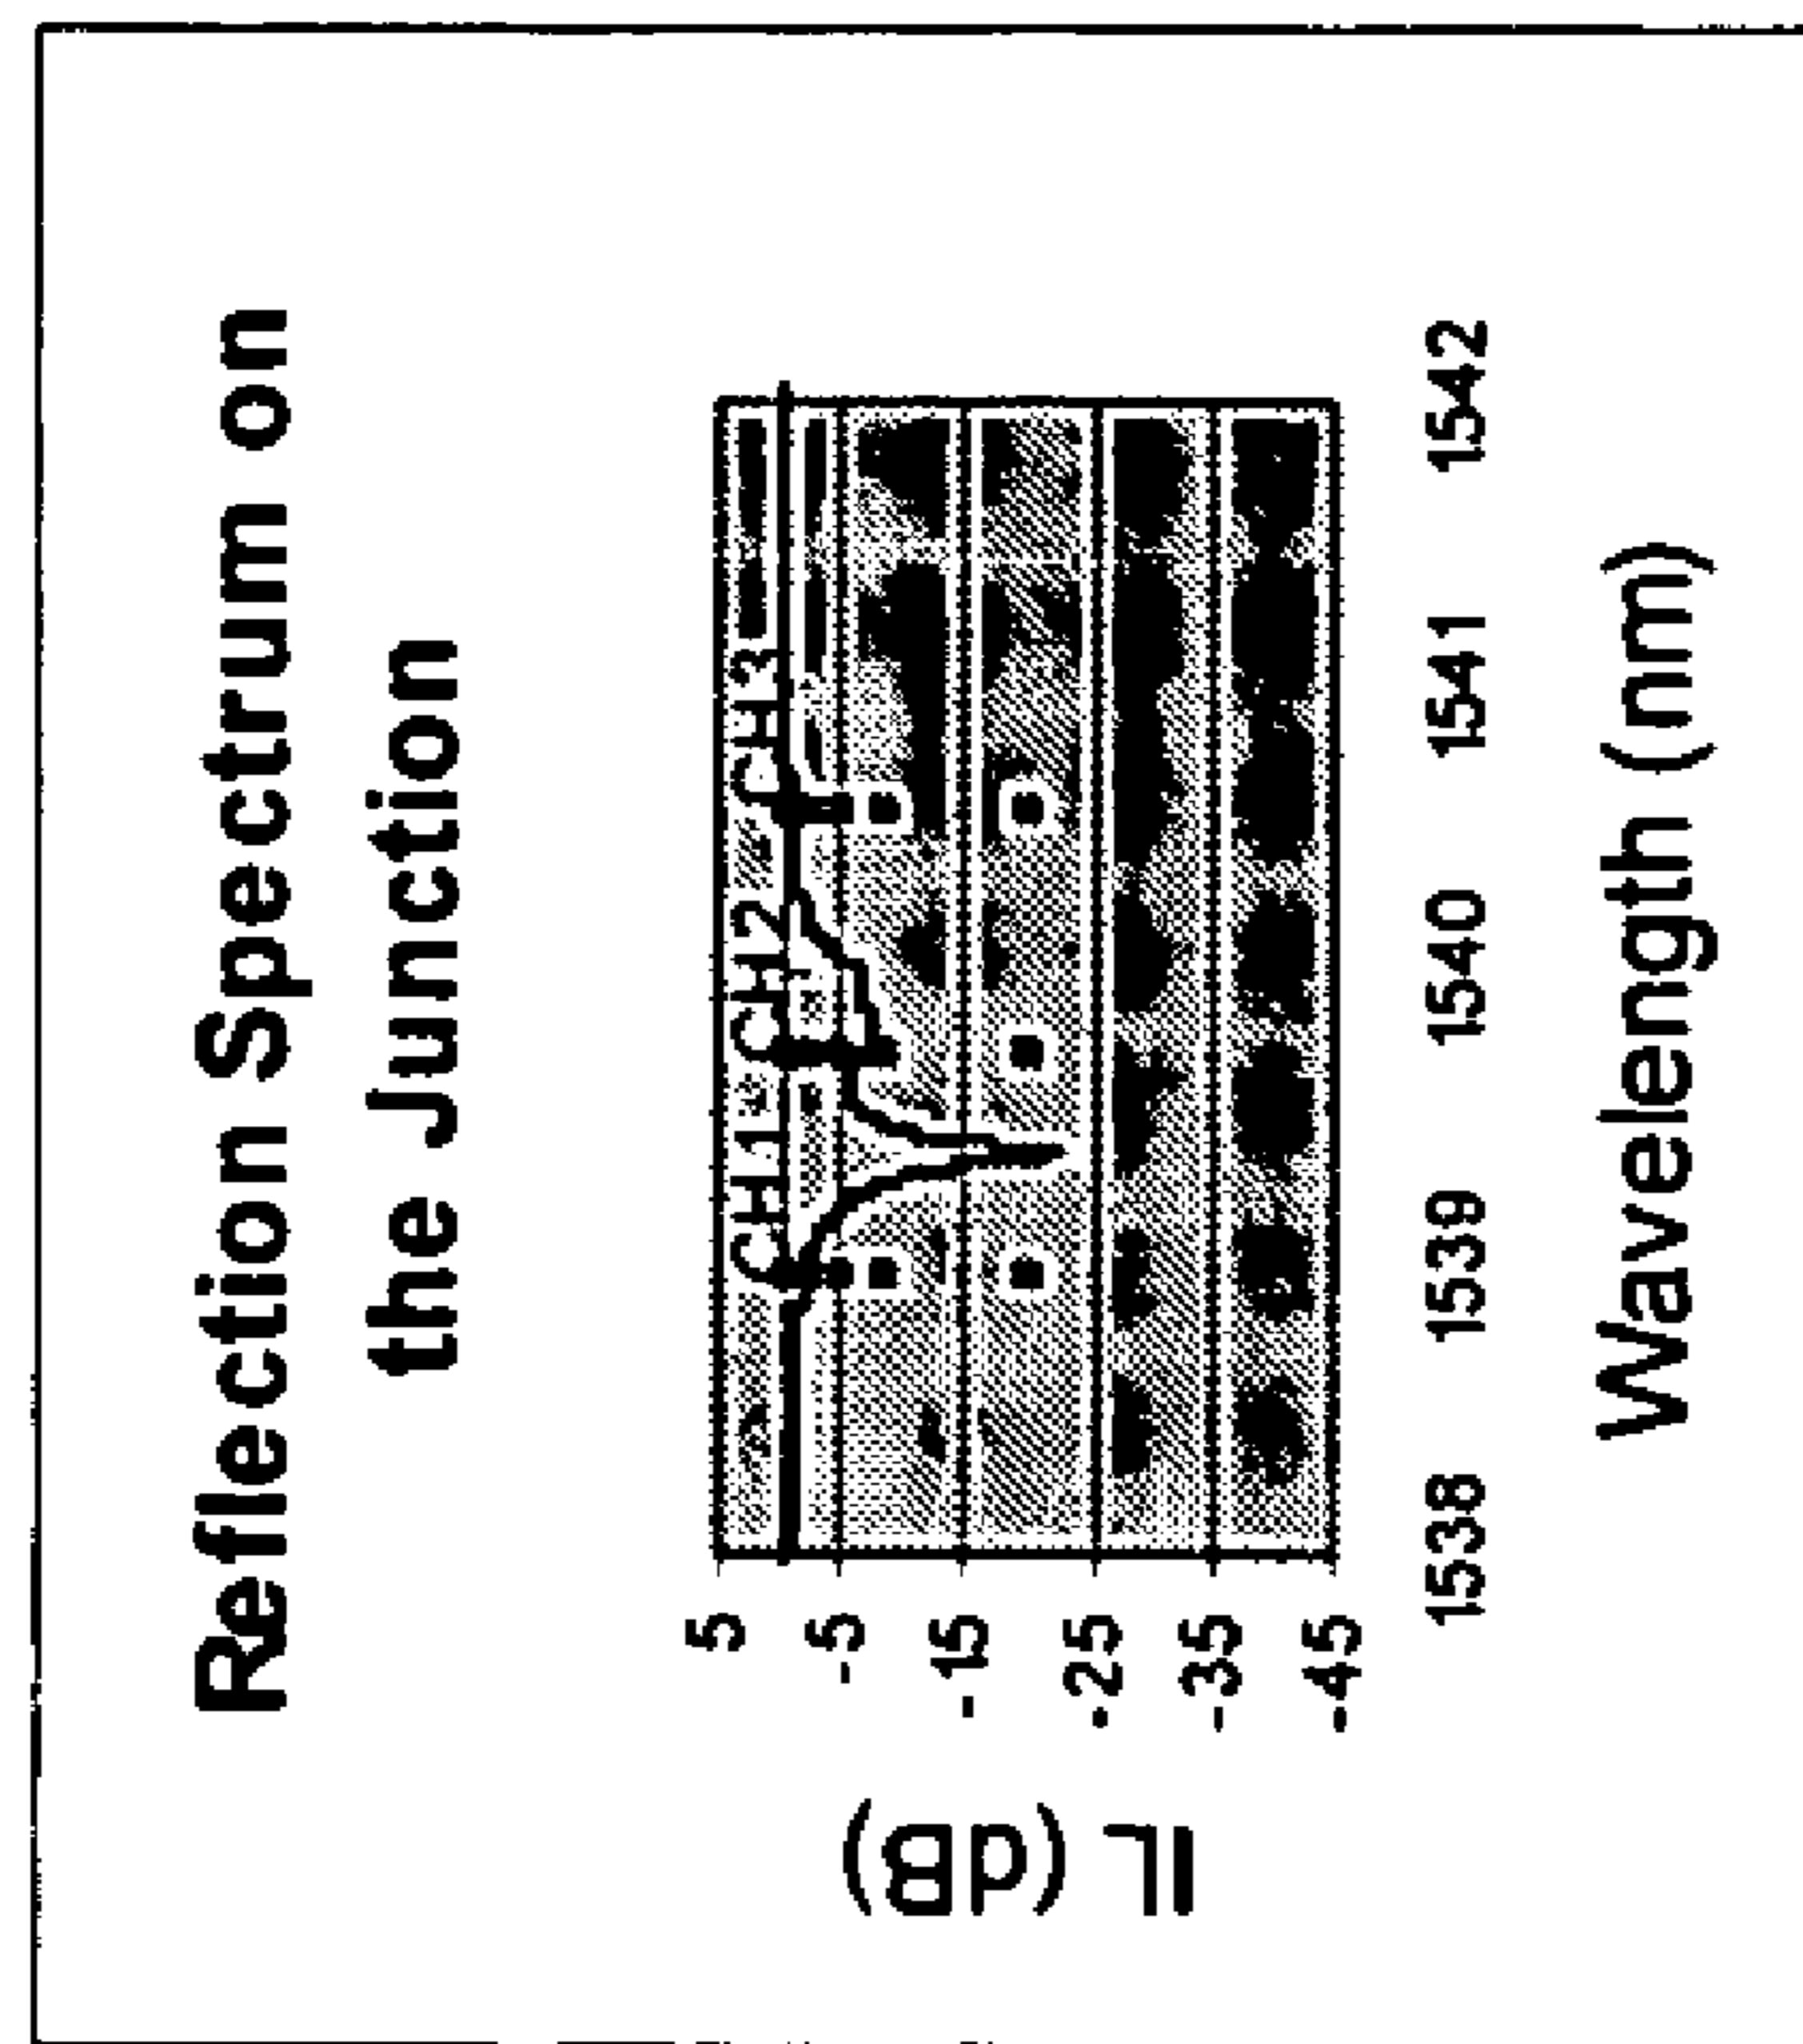 Reflection Spectrum on
the Junction
CH1 CH2 CH3
5
-5
-15
-25
-35
-45
IL (dB)
1538 1539 1540 1541 1542
Wavelength (nm)